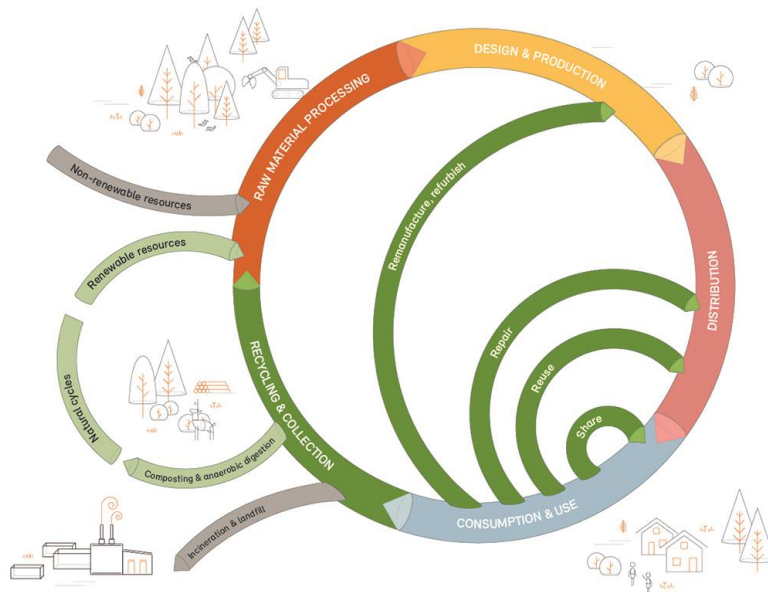 DESIGN & PRODUCTION
RAW MATERIAL PROCESSING
Non-renewable resources
Remanufacture, refurbish
Renewable resources
DISTRIBUTION
Repair
RECYCLING & COLLECTION
Reuse
Natural cycles
Share
Composting & anaerobic digestion
CONSUMPTION & USE
Incineration & landfill